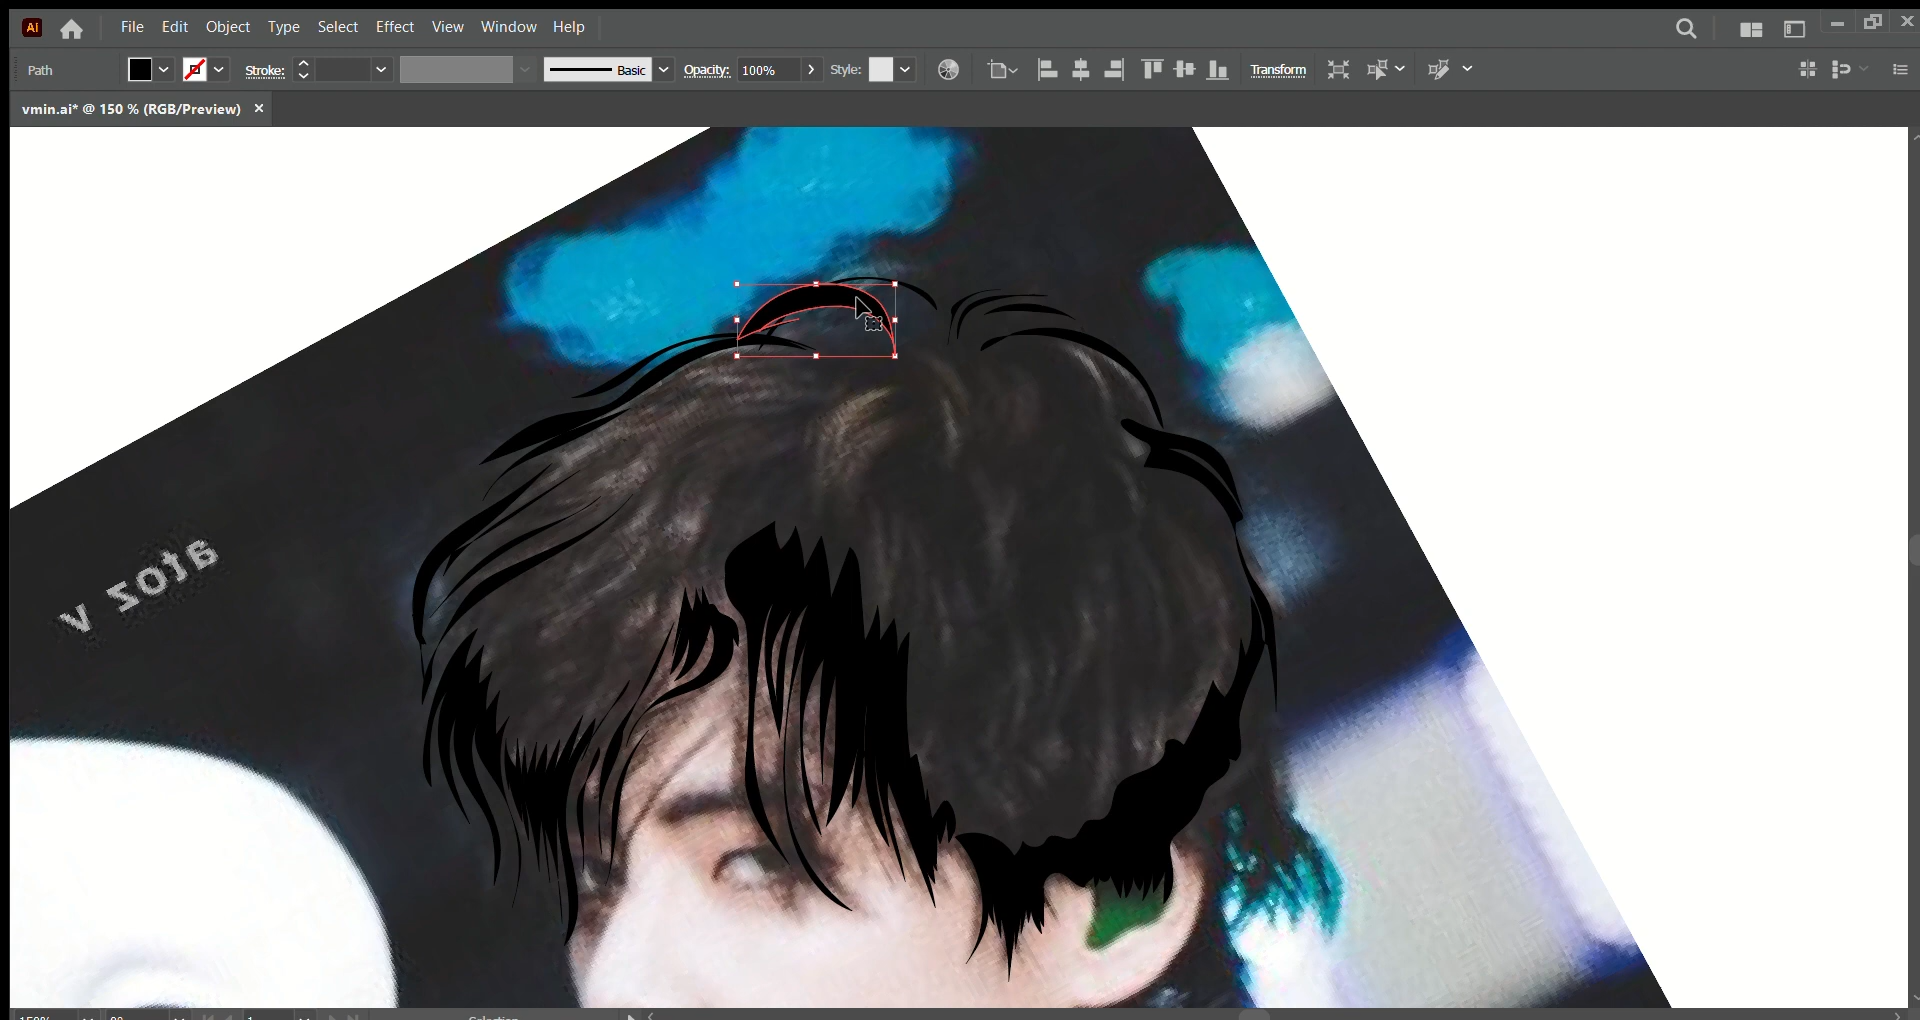 Ai File Edit Object Type Select Effect View Window Help
Path Stroke: Basic Opacity: 100% Style: Transform
vmin.ai* @ 150 % (RGB/Preview) ×